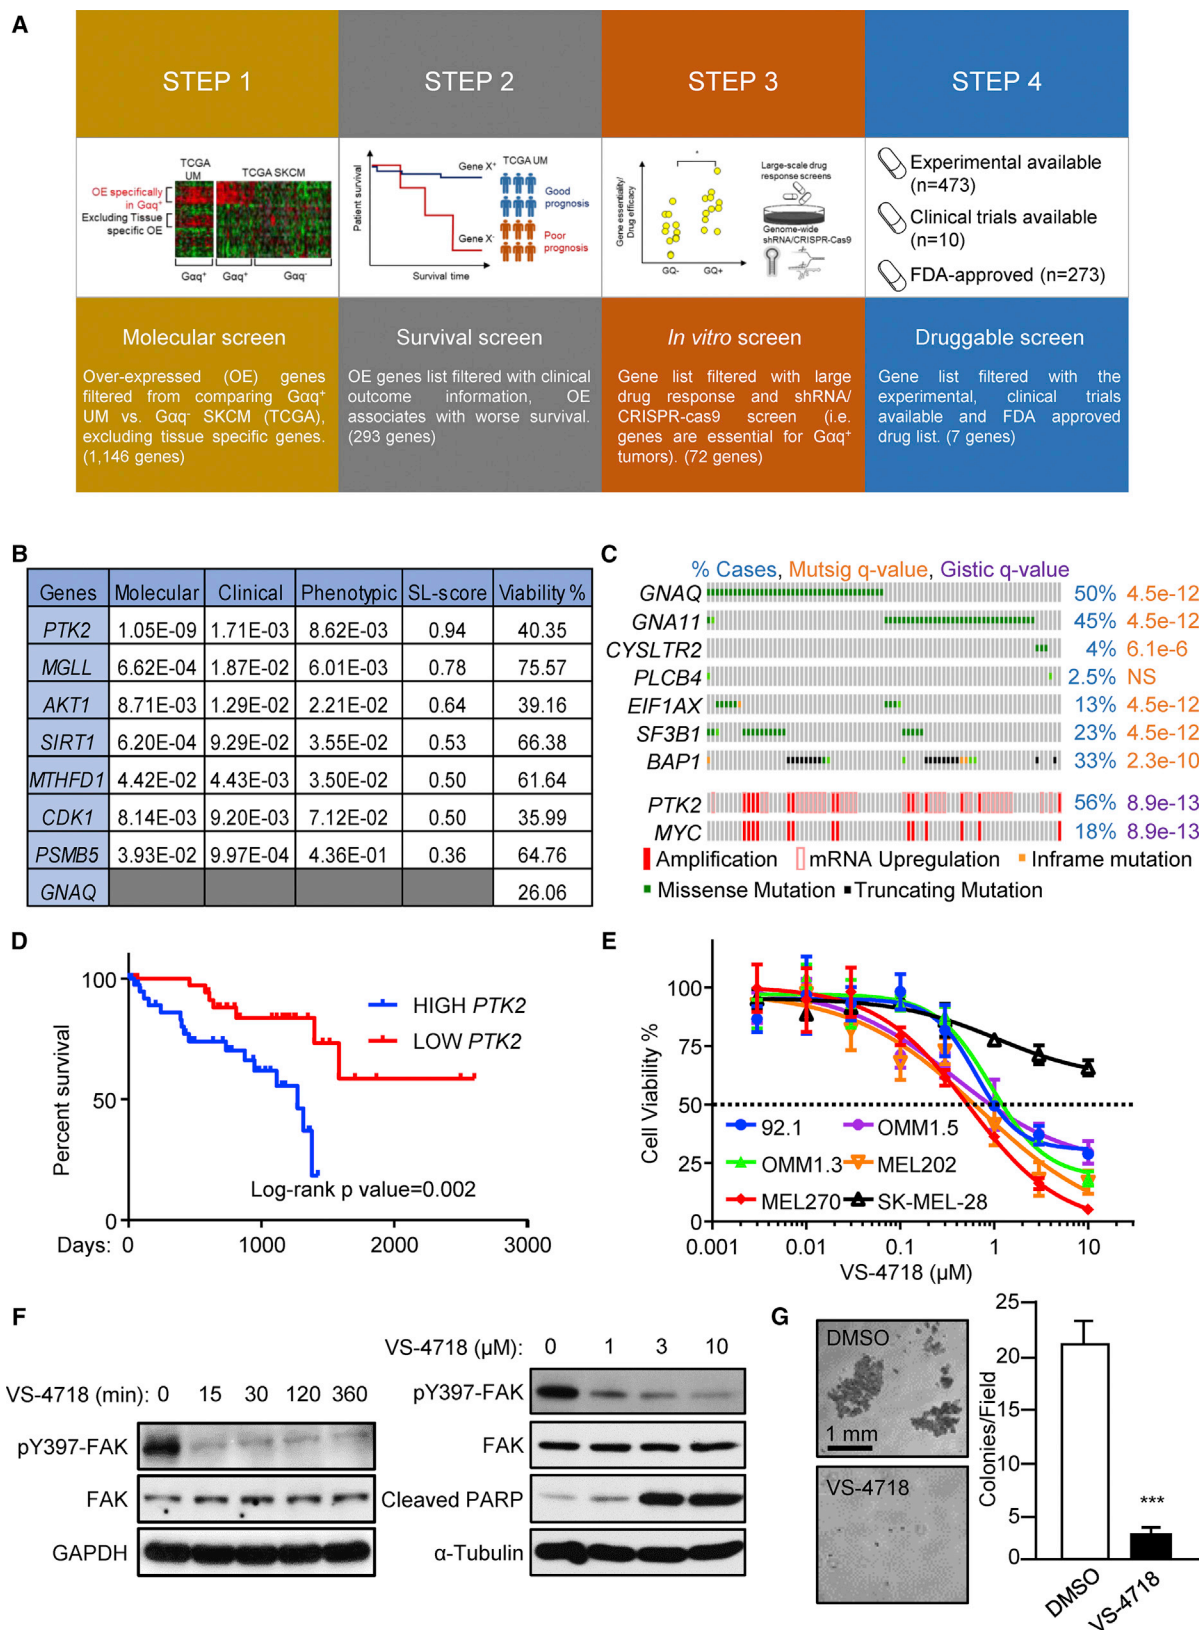 A
STEP 1
STEP 2
STEP 3
STEP 4
TCGA
UM
TCGA SKCM
OE specifically
in Gαq⁺
Excluding Tissue
specific OE
Gαq⁺
Gαq⁺
Gαq⁻
Patient survival
Gene X⁺
Gene X⁻
Survival time
TCGA UM
Good
prognosis
Poor
prognosis
Gene essentiality/
Drug efficacy
*
GQ-
GQ+
Large-scale drug
response screens
Genome-wide
shRNA/CRISPR-Cas9
Experimental available
(n=473)
Clinical trials available
(n=10)
FDA-approved (n=273)
Molecular screen
Over-expressed (OE) genes
filtered from comparing Gαq⁺
UM vs. Gαq⁻ SKCM (TCGA),
excluding tissue specific genes.
(1,146 genes)
Survival screen
OE genes list filtered with clinical
outcome information, OE
associates with worse survival.
(293 genes)
In vitro screen
Gene list filtered with large
drug response and shRNA/
CRISPR-cas9 screen (i.e.
genes are essential for Gαq⁺
tumors). (72 genes)
Druggable screen
Gene list filtered with the
experimental, clinical trials
available and FDA approved
drug list. (7 genes)
B
Genes Molecular Clinical Phenotypic SL-score Viability %
PTK2 1.05E-09 1.71E-03 8.62E-03 0.94 40.35
MGLL 6.62E-04 1.87E-02 6.01E-03 0.78 75.57
AKT1 8.71E-03 1.29E-02 2.21E-02 0.64 39.16
SIRT1 6.20E-04 9.29E-02 3.55E-02 0.53 66.38
MTHFD1 4.42E-02 4.43E-03 3.50E-02 0.50 61.64
CDK1 8.14E-03 9.20E-03 7.12E-02 0.50 35.99
PSMB5 3.93E-02 9.97E-04 4.36E-01 0.36 64.76
GNAQ 26.06
C
% Cases, Mutsig q-value, Gistic q-value
GNAQ 50% 4.5e-12
GNA11 45% 4.5e-12
CYSLTR2 4% 6.1e-6
PLCB4 2.5% NS
EIF1AX 13% 4.5e-12
SF3B1 23% 4.5e-12
BAP1 33% 2.3e-10
PTK2 56% 8.9e-13
MYC 18% 8.9e-13
Amplification mRNA Upregulation Inframe mutation
Missense Mutation Truncating Mutation
D
Percent survival
100
50
0
HIGH PTK2
LOW PTK2
Log-rank p value=0.002
Days: 0 1000 2000 3000
E
Cell Viability %
100
75
50
25
0
92.1 OMM1.5
OMM1.3 MEL202
MEL270 SK-MEL-28
0.001 0.01 0.1 1 10
VS-4718 (µM)
F
VS-4718 (min): 0 15 30 120 360
pY397-FAK
FAK
GAPDH
VS-4718 (µM): 0 1 3 10
pY397-FAK
FAK
Cleaved PARP
α-Tubulin
G
DMSO
1 mm
VS-4718
Colonies/Field
25
20
15
10
5
0
***
DMSO
VS-4718